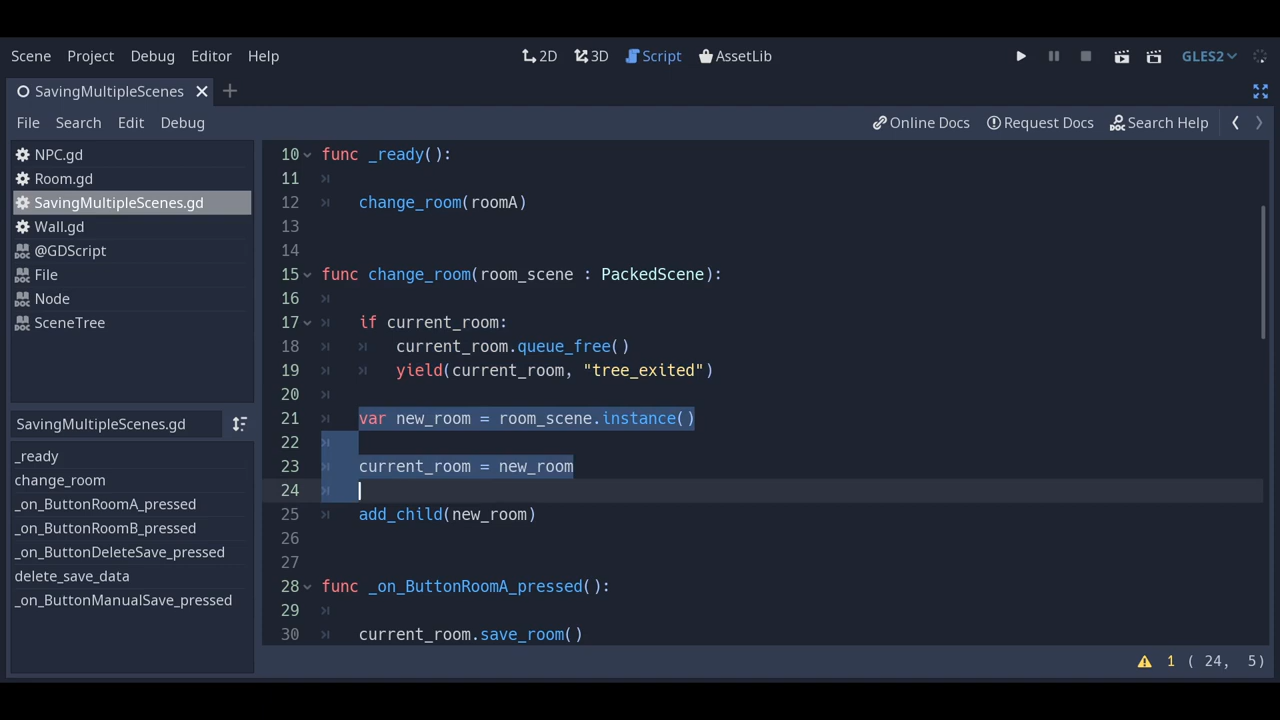 Scene Project Debug Editor Help 2D 3D Script AssetLib GLES2
SavingMultipleScenes
File Search Edit Debug Online Docs Request Docs Search Help
NPC.gd
Room.gd
SavingMultipleScenes.gd
Wall.gd
@GDScript
File
Node
SceneTree
SavingMultipleScenes.gd
_ready
change_room
_on_ButtonRoomA_pressed
_on_ButtonRoomB_pressed
_on_ButtonDeleteSave_pressed
delete_save_data
_on_ButtonManualSave_pressed
10 func _ready():
11
12 change_room(roomA)
13
14
15 func change_room(room_scene : PackedScene):
16
17 if current_room:
18 current_room.queue_free()
19 yield(current_room, "tree_exited")
20
21 var new_room = room_scene.instance()
22
23 current_room = new_room
24
25 add_child(new_room)
26
27
28 func _on_ButtonRoomA_pressed():
29
30 current_room.save_room()
1 ( 24, 5)